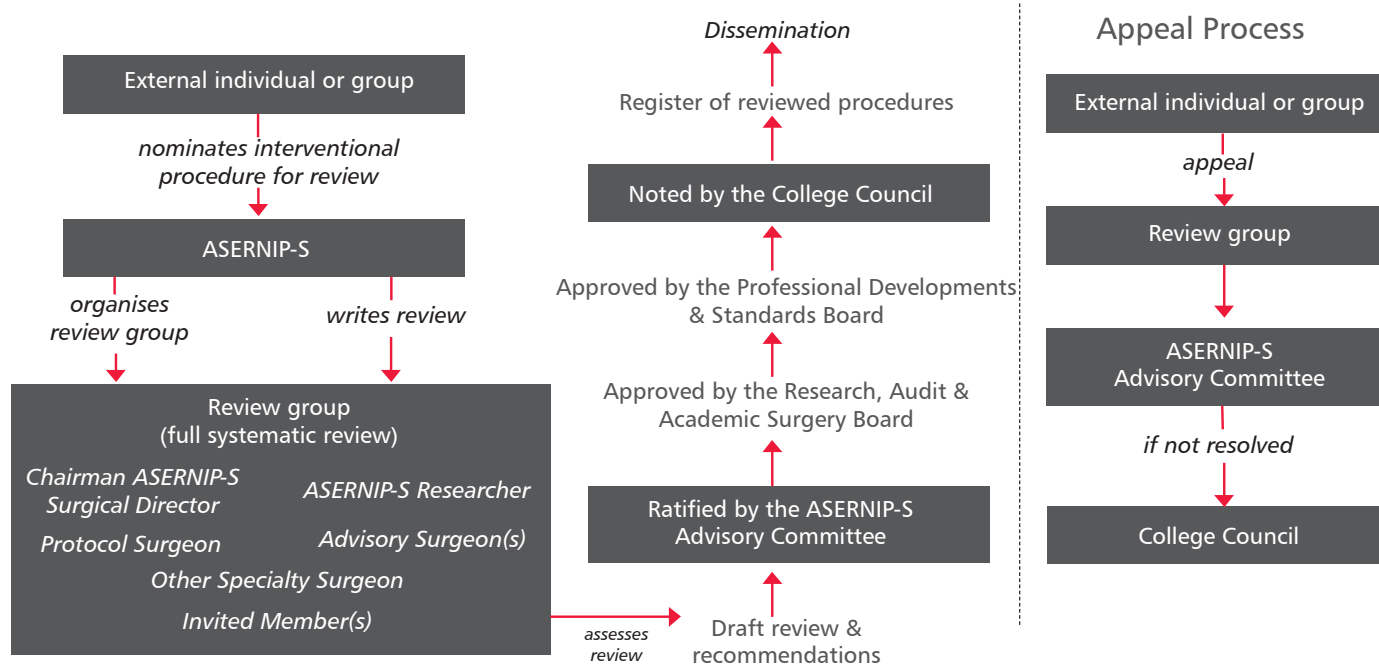 External individual or group
nominates interventional
procedure for review
ASERNIP-S
organises
review group
writes review
Review group
(full systematic review)
Chairman ASERNIP-S
Surgical Director
ASERNIP-S Researcher
Protocol Surgeon
Advisory Surgeon(s)
Other Specialty Surgeon
Invited Member(s)
assesses
review
Draft review &
recommendations
Ratified by the ASERNIP-S
Advisory Committee
Approved by the Research, Audit &
Academic Surgery Board
Approved by the Professional Developments
& Standards Board
Noted by the College Council
Register of reviewed procedures
Dissemination
Appeal Process
External individual or group
appeal
Review group
ASERNIP-S
Advisory Committee
if not resolved
College Council